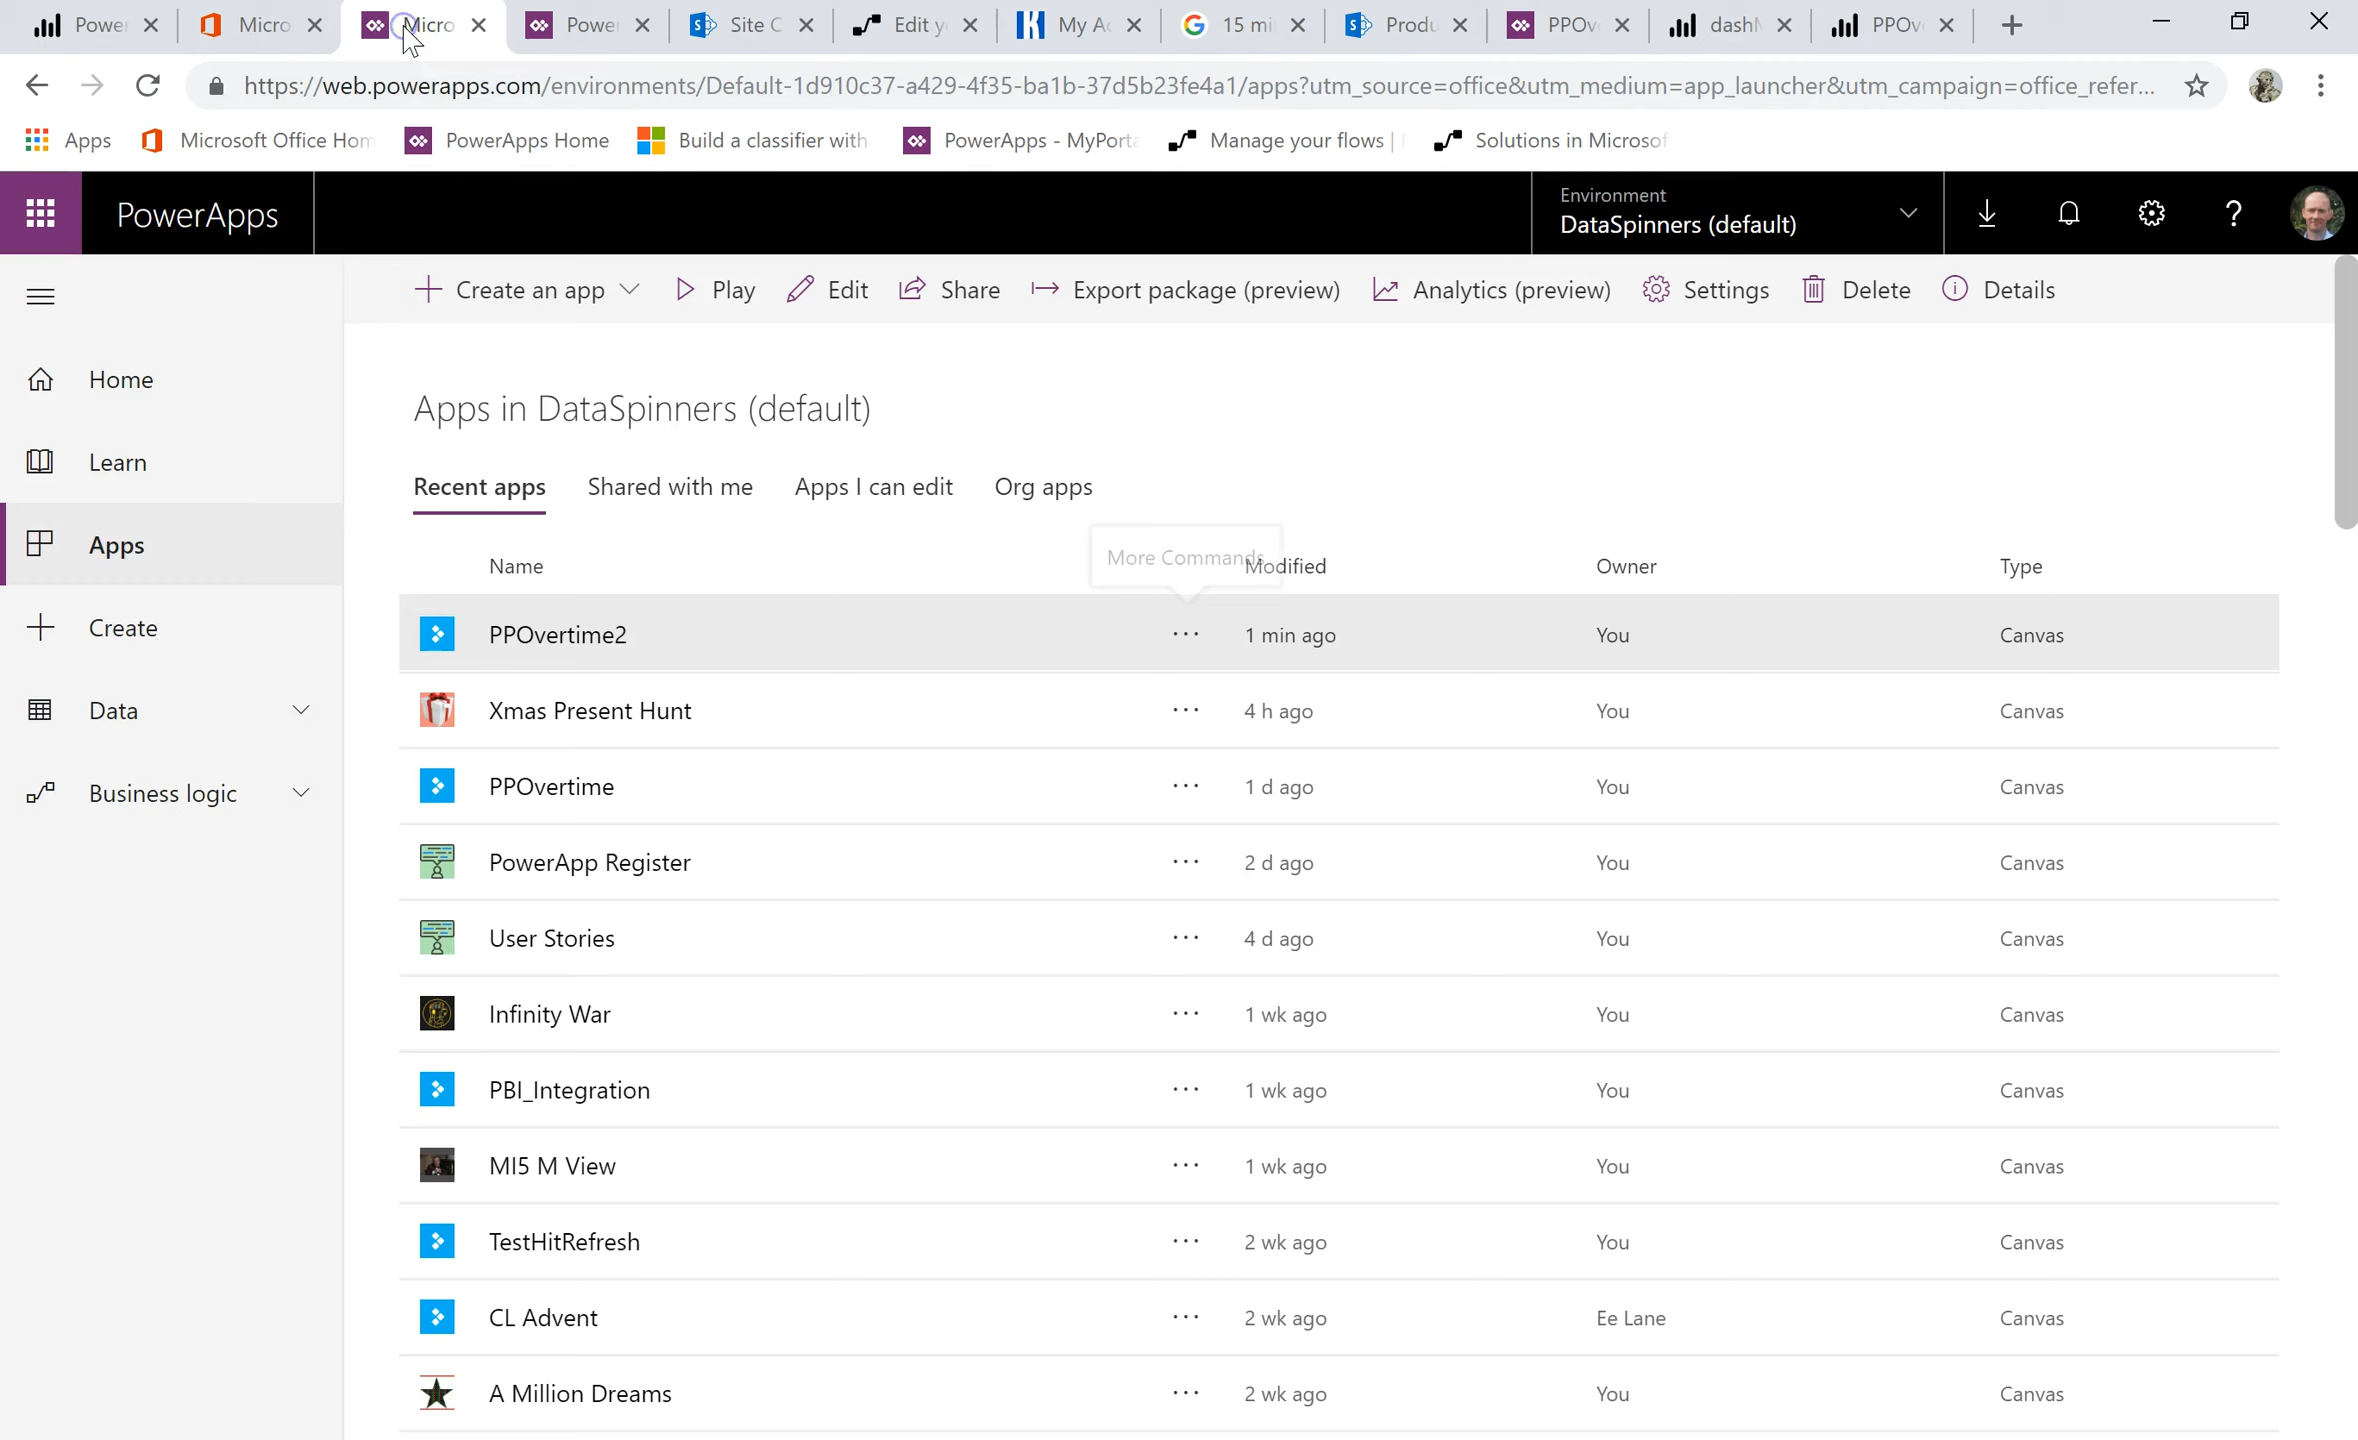 Power Micro Micro Power Site C Edit y My Ac 15 mi Produ PPOv dash PPOv
https://web.powerapps.com/environments/Default-1d910c37-a429-4f35-ba1b-37d5b23fe4a1/apps?utm_source=office&utm_medium=app_launcher&utm_campaign=office_refer...
Apps Microsoft Office Hom PowerApps Home Build a classifier with PowerApps - MyPorta Manage your flows | Solutions in Microsof
PowerApps
Environment
DataSpinners (default)
?
Create an app Play Edit Share Export package (preview) Analytics (preview) Settings Delete Details
Home
Learn
Apps
Create
Data
Business logic
Apps in DataSpinners (default)
Recent apps Shared with me Apps I can edit Org apps
More Commands
Name Modified Owner Type
PPOvertime2 ... 1 min ago You Canvas
Xmas Present Hunt ... 4 h ago You Canvas
PPOvertime ... 1 d ago You Canvas
PowerApp Register ... 2 d ago You Canvas
User Stories ... 4 d ago You Canvas
Infinity War ... 1 wk ago You Canvas
PBI_Integration ... 1 wk ago You Canvas
MI5 M View ... 1 wk ago You Canvas
TestHitRefresh ... 2 wk ago You Canvas
CL Advent ... 2 wk ago Ee Lane Canvas
A Million Dreams ... 2 wk ago You Canvas